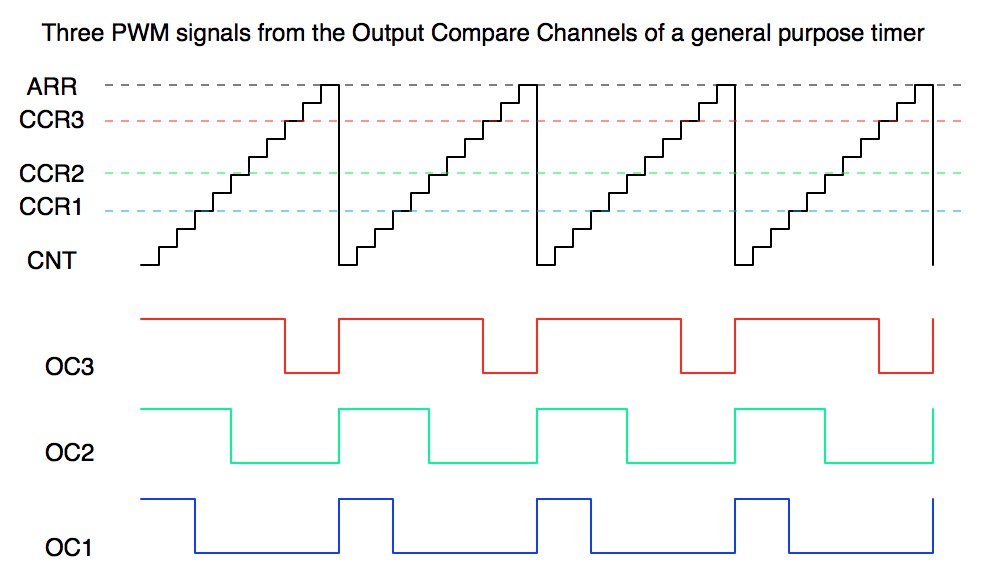 Three PWM signals from the Output Compare Channels of a general purpose timer
ARR
CCR3
CCR2
CCR1
CNT
OC3
OC2
OC1